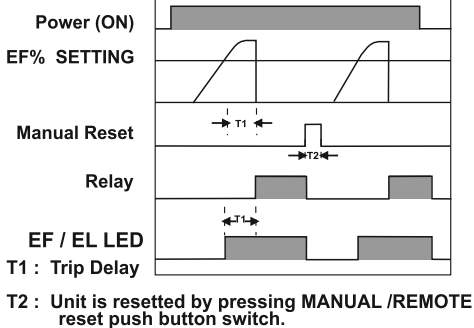 Power (ON)
EF% SETTING
T1
Manual Reset
T2
Relay
T1
EF / EL LED
T1 : Trip Delay
T2 : Unit is resetted by pressing MANUAL /REMOTE
reset push button switch.